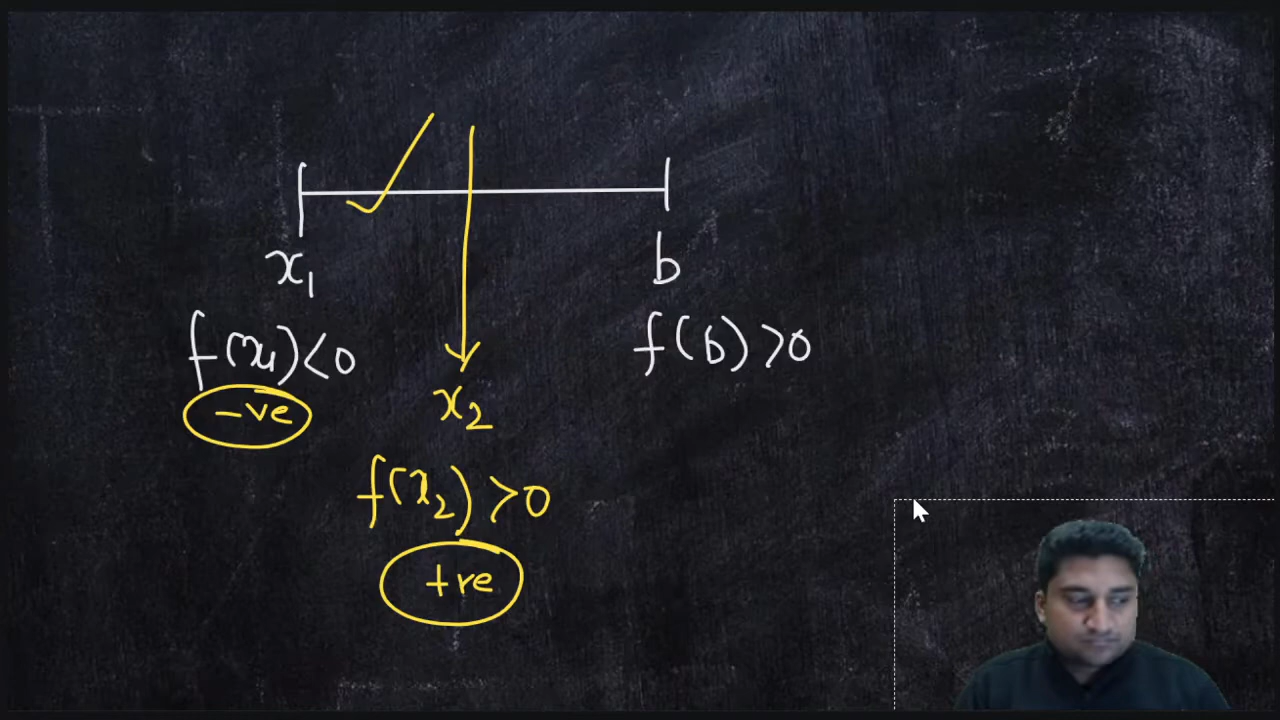 x₁ b
f(x₁)<0 f(b)>0
-ve x₂
f(x₂)>0
+ve